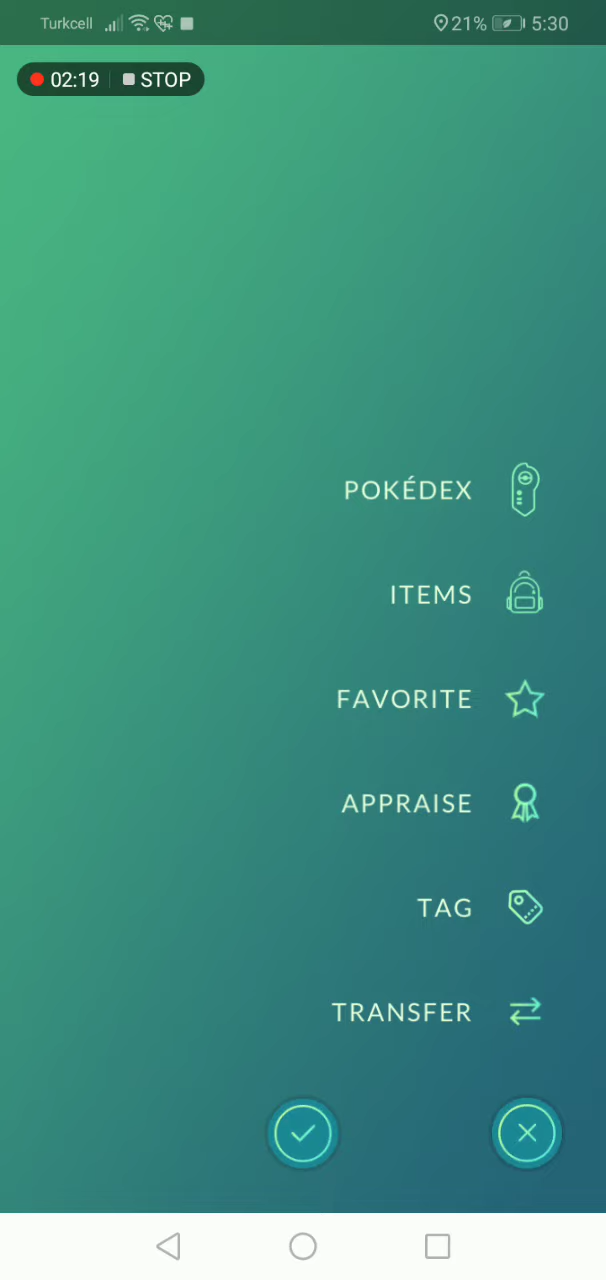 Turkcell 21% 5:30
02:19 STOP
POKÉDEX
ITEMS
FAVORITE
APPRAISE
TAG
TRANSFER